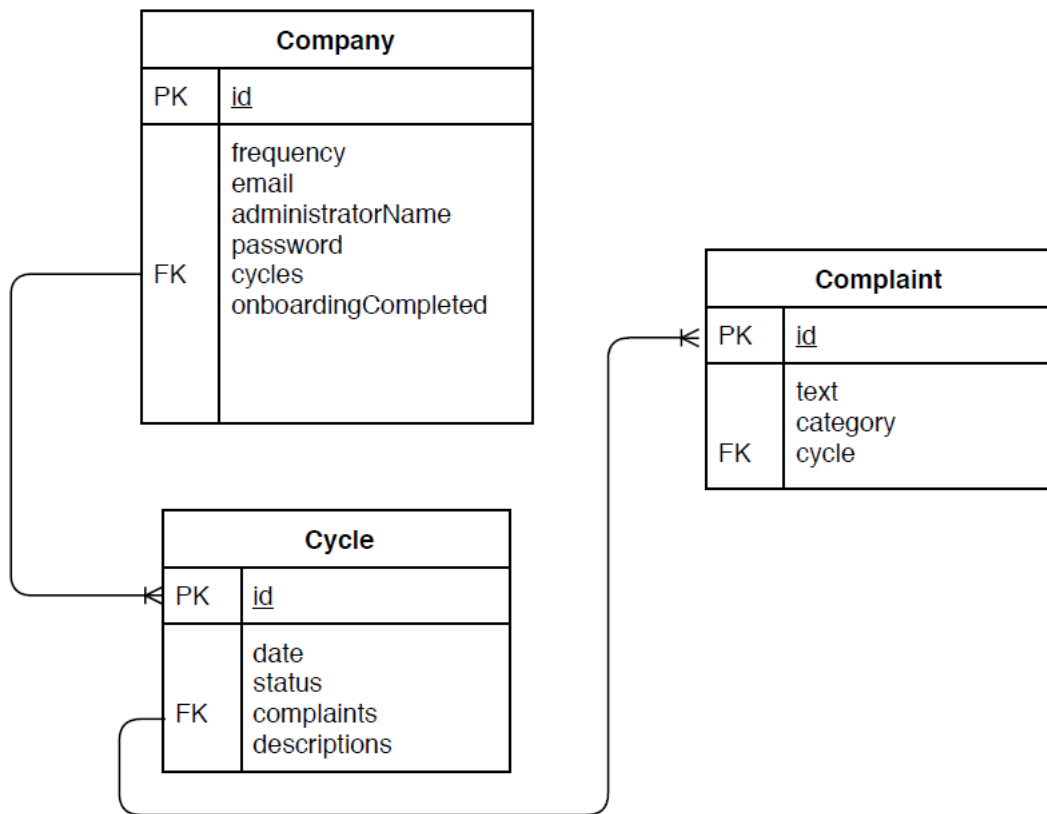 Company
PK id
frequency
email
administratorName
password
FK cycles
onboardingCompleted
Complaint
PK id
text
category
FK cycle
Cycle
PK id
date
status
FK complaints
descriptions